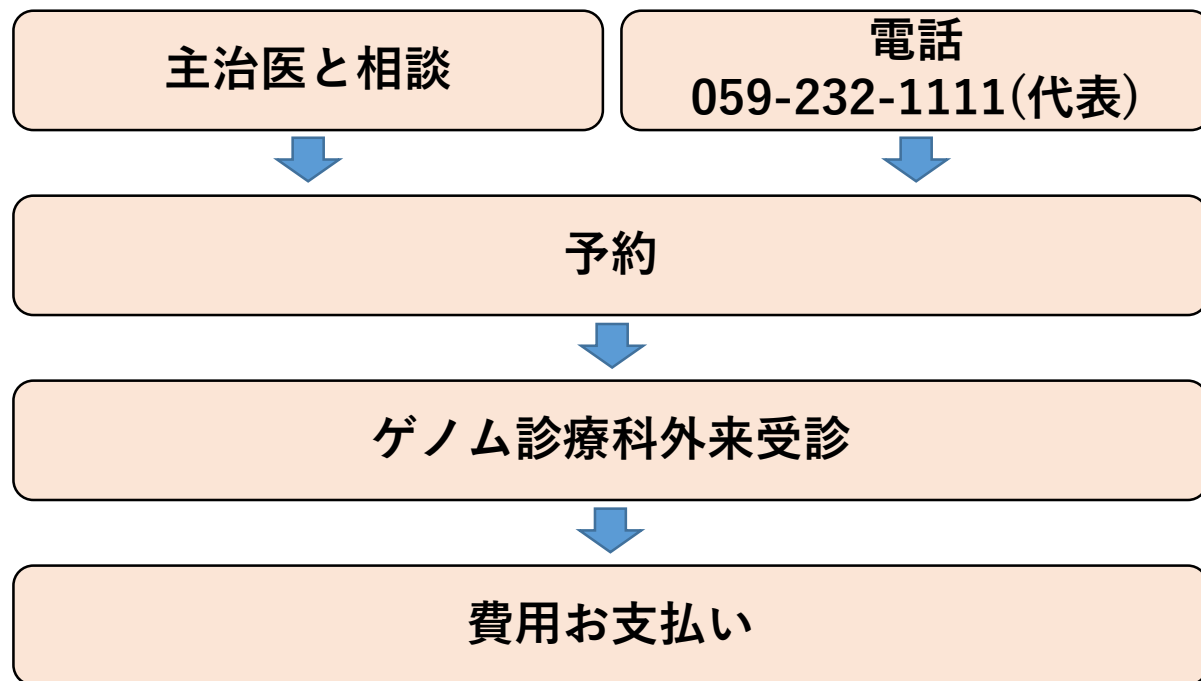 主治医と相談
電話
059-232-1111(代表)
予約
ゲノム診療科外来受診
費用お支払い